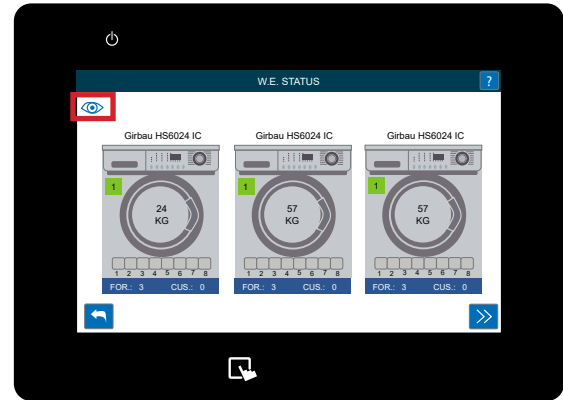 W.E. STATUS ?
Girbau HS6024 IC Girbau HS6024 IC Girbau HS6024 IC
1 1 1
24 57 57
KG KG KG
1 2 3 4 5 6 7 8 1 2 3 4 5 6 7 8 1 2 3 4 5 6 7 8
FOR.: 3 CUS.: 0 FOR.: 3 CUS.: 0 FOR.: 3 CUS.: 0